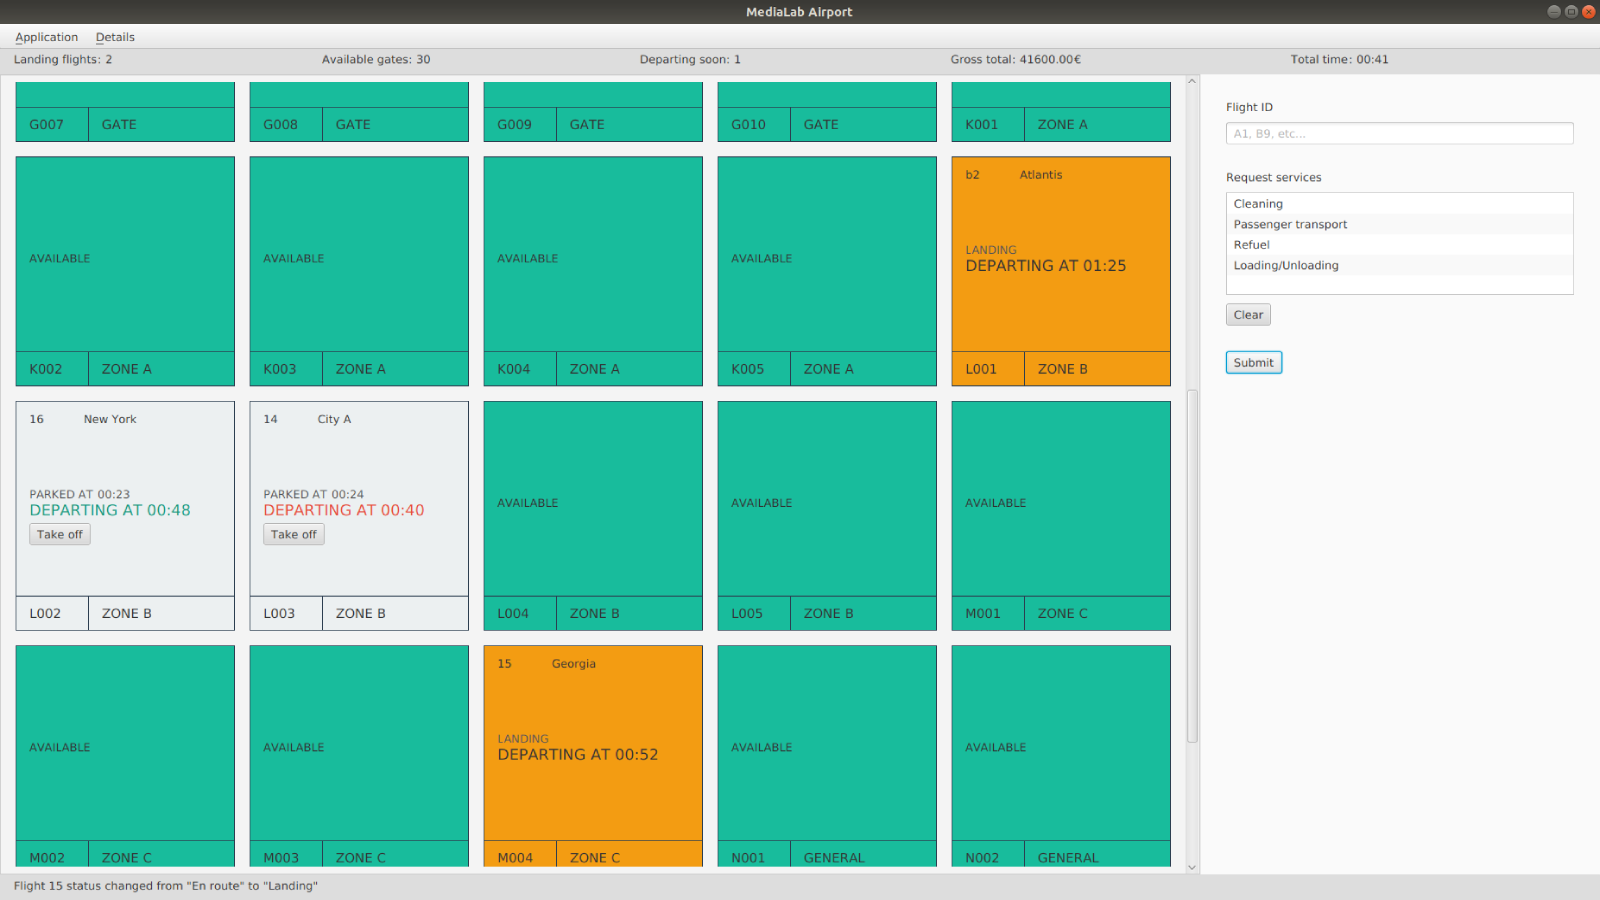 MediaLab Airport
Application Details
Landing flights: 2 Available gates: 30 Departing soon: 1 Gross total: 41600.00€ Total time: 00:41
G007 GATE G008 GATE G009 GATE G010 GATE K001 ZONE A
b2 Atlantis
AVAILABLE AVAILABLE AVAILABLE AVAILABLE LANDING
DEPARTING AT 01:25
K002 ZONE A K003 ZONE A K004 ZONE A K005 ZONE A L001 ZONE B
16 New York 14 City A
PARKED AT 00:23 PARKED AT 00:24 AVAILABLE AVAILABLE AVAILABLE
DEPARTING AT 00:48 DEPARTING AT 00:40
Take off Take off
L002 ZONE B L003 ZONE B L004 ZONE B L005 ZONE B M001 ZONE C
15 Georgia
AVAILABLE AVAILABLE LANDING AVAILABLE AVAILABLE
DEPARTING AT 00:52
M002 ZONE C M003 ZONE C M004 ZONE C N001 GENERAL N002 GENERAL
Flight ID
A1, B9, etc...
Request services
Cleaning
Passenger transport
Refuel
Loading/Unloading
Clear
Submit
Flight 15 status changed from "En route" to "Landing"